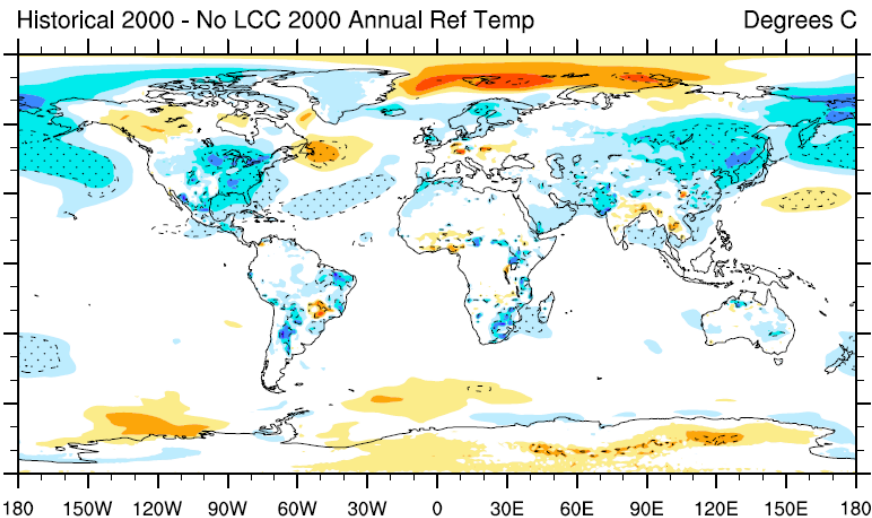 Historical 2000 - No LCC 2000 Annual Ref Temp Degrees C
180 150W 120W 90W 60W 30W 0 30E 60E 90E 120E 150E 180